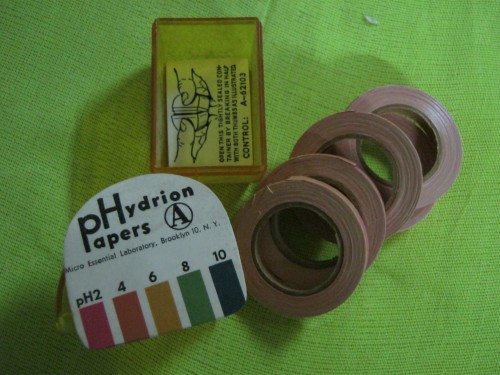 OPEN THIS TIGHTLY SEALED CON-
TAINER BY BREAKING IN HALF
WITH BOTH THUMBS AS ILLUSTRATED.
CONTROL: A-62103
pHydrion
Papers
A
Micro Essential Laboratory, Brooklyn 10, N. Y.
pH2 4 6 8 10